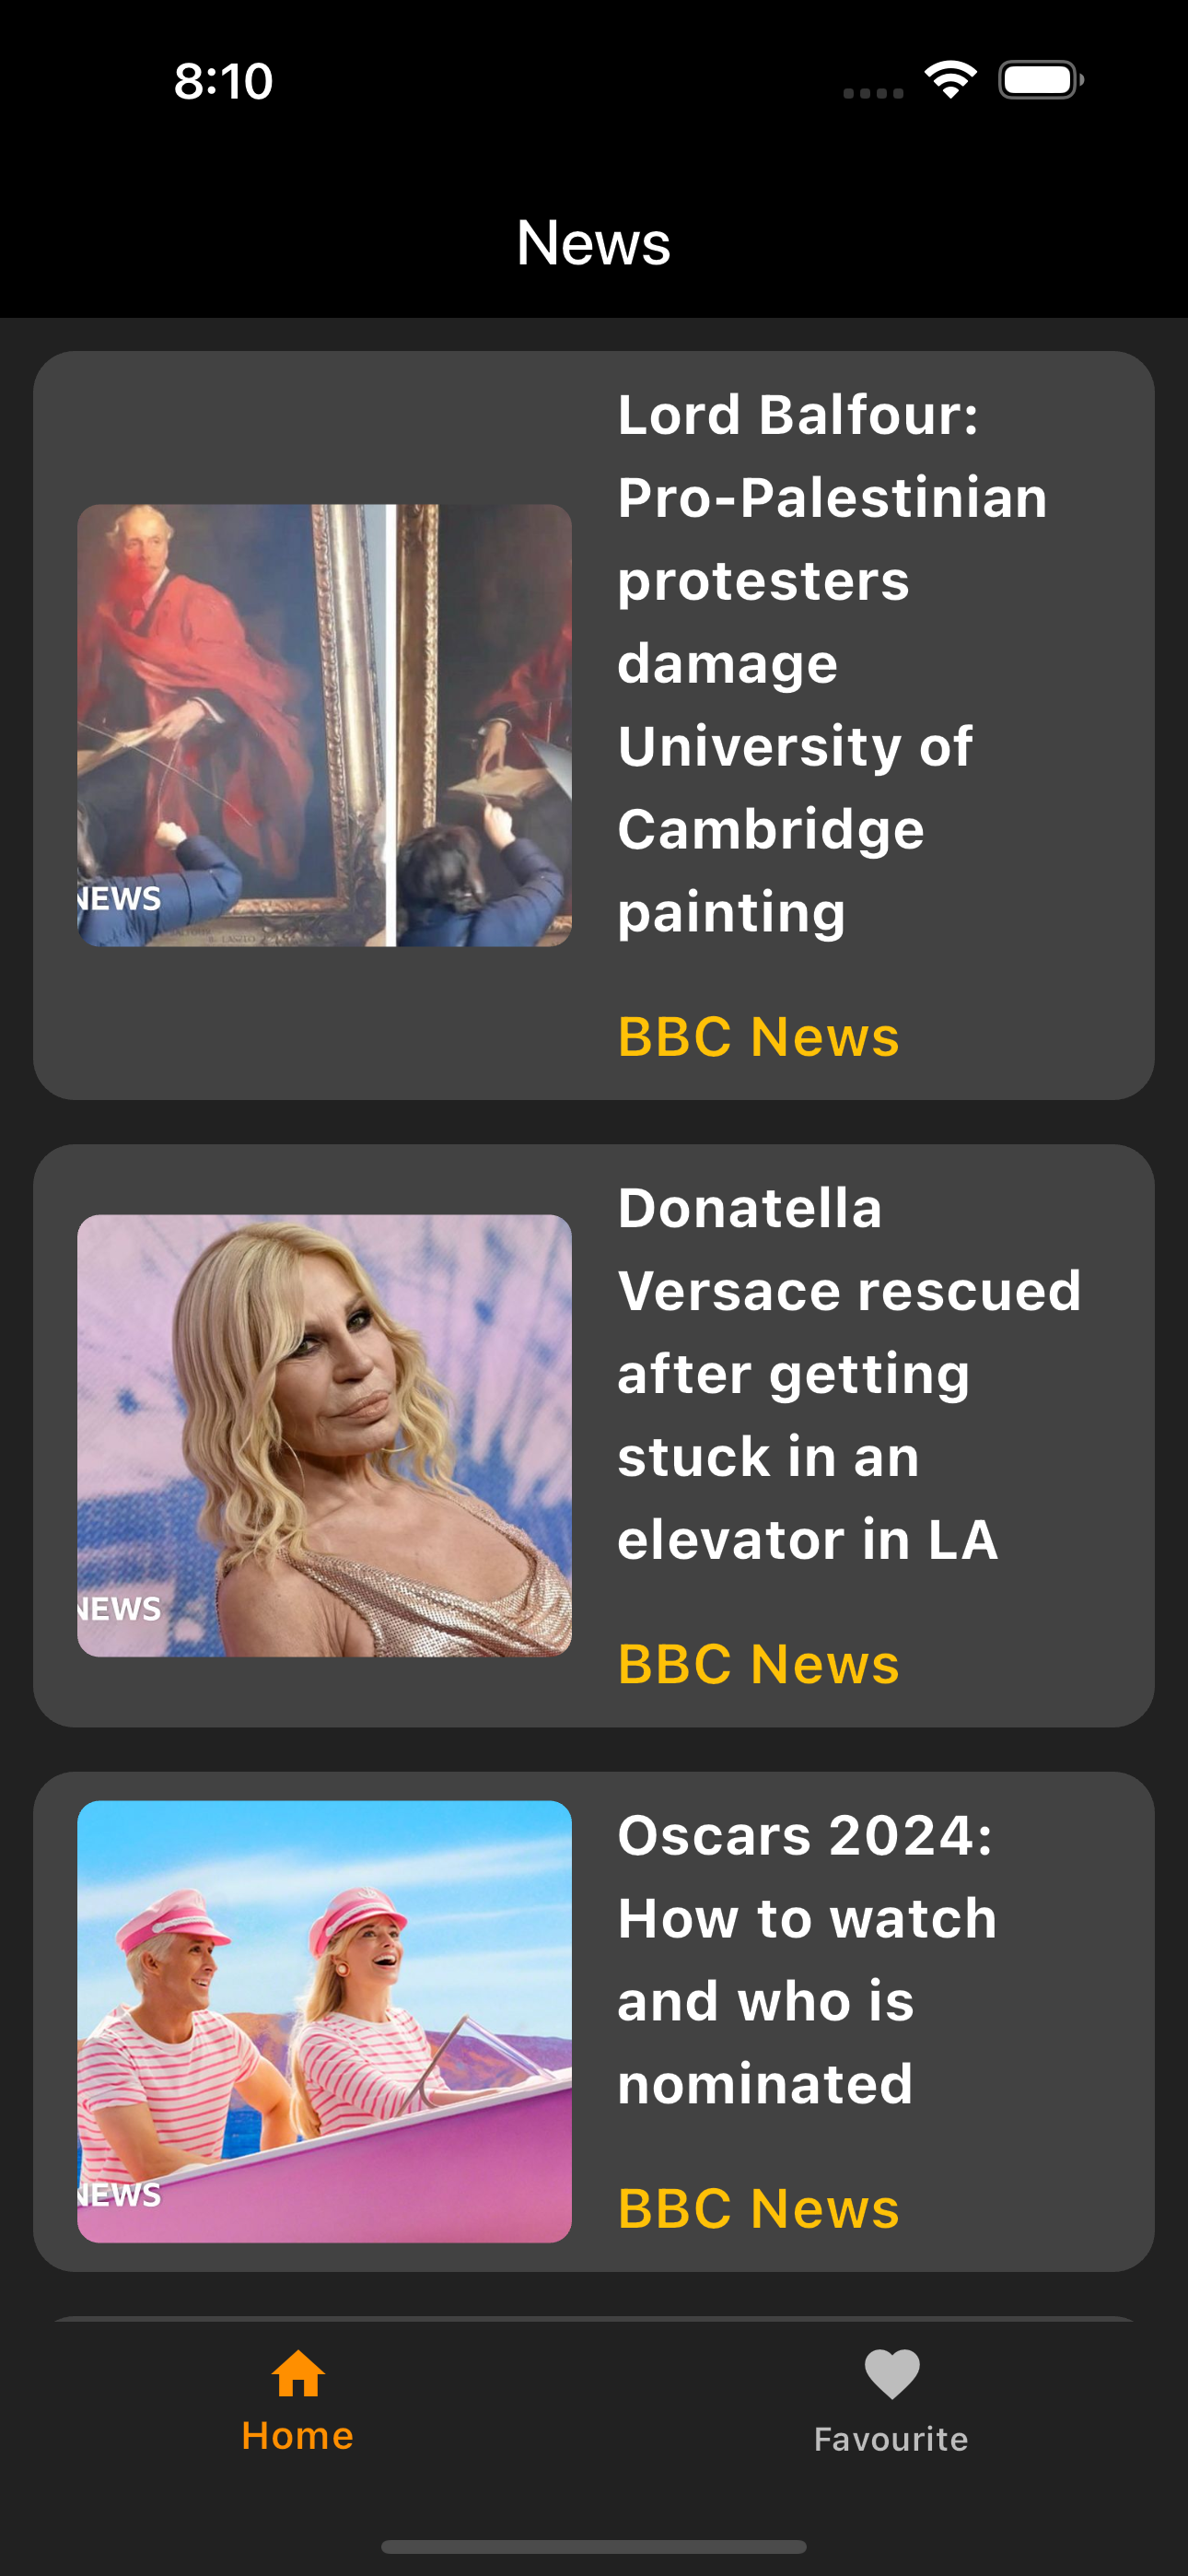 8:10
News
Lord Balfour:
Pro-Palestinian
protesters
damage
University of
Cambridge
painting
NEWS
BBC News
Donatella
Versace rescued
after getting
stuck in an
elevator in LA
NEWS
BBC News
Oscars 2024:
How to watch
and who is
nominated
NEWS
BBC News
Home
Favourite